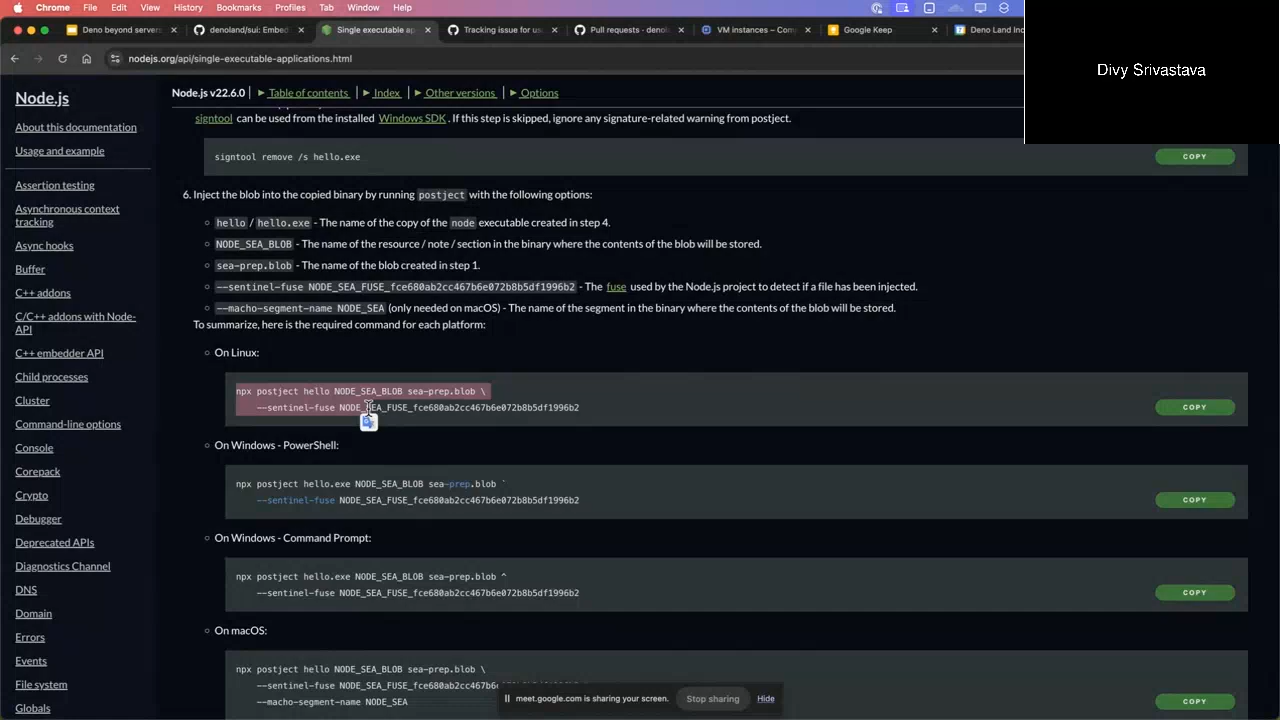 Chrome File Edit View History Bookmarks Profiles Tab Window Help
Deno beyond servers
denoland/sui: Embed
Single executable ap
Tracking issue for us
Pull requests · denol
VM instances – Com
Google Keep
Deno Land Inc
nodejs.org/api/single-executable-applications.html
Divy Srivastava
Node.js
About this documentation
Usage and example
Assertion testing
Asynchronous context
tracking
Async hooks
Buffer
C++ addons
C/C++ addons with Node-
API
C++ embedder API
Child processes
Cluster
Command-line options
Console
Corepack
Crypto
Debugger
Deprecated APIs
Diagnostics Channel
DNS
Domain
Errors
Events
File system
Globals
Node.js v22.6.0 | ► Table of contents | ► Index ► Other versions | ► Options
signtool can be used from the installed Windows SDK . If this step is skipped, ignore any signature-related warning from postject.
signtool remove /s hello.exe
COPY
6. Inject the blob into the copied binary by running postject with the following options:
hello / hello.exe - The name of the copy of the node executable created in step 4.
NODE_SEA_BLOB - The name of the resource / note / section in the binary where the contents of the blob will be stored.
sea-prep.blob - The name of the blob created in step 1.
--sentinel-fuse NODE_SEA_FUSE_fce680ab2cc467b6e072b8b5df1996b2 - The fuse used by the Node.js project to detect if a file has been injected.
--macho-segment-name NODE_SEA (only needed on macOS) - The name of the segment in the binary where the contents of the blob will be stored.
To summarize, here is the required command for each platform:
On Linux:
npx postject hello NODE_SEA_BLOB sea-prep.blob \
--sentinel-fuse NODE_SEA_FUSE_fce680ab2cc467b6e072b8b5df1996b2
COPY
On Windows - PowerShell:
npx postject hello.exe NODE_SEA_BLOB sea-prep.blob `
--sentinel-fuse NODE_SEA_FUSE_fce680ab2cc467b6e072b8b5df1996b2
COPY
On Windows - Command Prompt:
npx postject hello.exe NODE_SEA_BLOB sea-prep.blob ^
--sentinel-fuse NODE_SEA_FUSE_fce680ab2cc467b6e072b8b5df1996b2
COPY
On macOS:
npx postject hello NODE_SEA_BLOB sea-prep.blob \
--sentinel-fuse
--macho-segment-name NODE_SEA
COPY
meet.google.com is sharing your screen. Stop sharing Hide